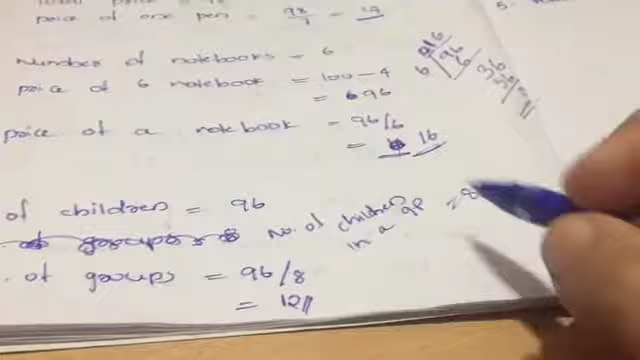 price of one pen = 98/7 = 14
Number of notebooks = 6
price of 6 notebook = 100 - 4
= 96
price of a notebook = 96/6
= 16
of children = 96
No. of children
in a gp = 8
. of groups = 96/8
= 12//
5.